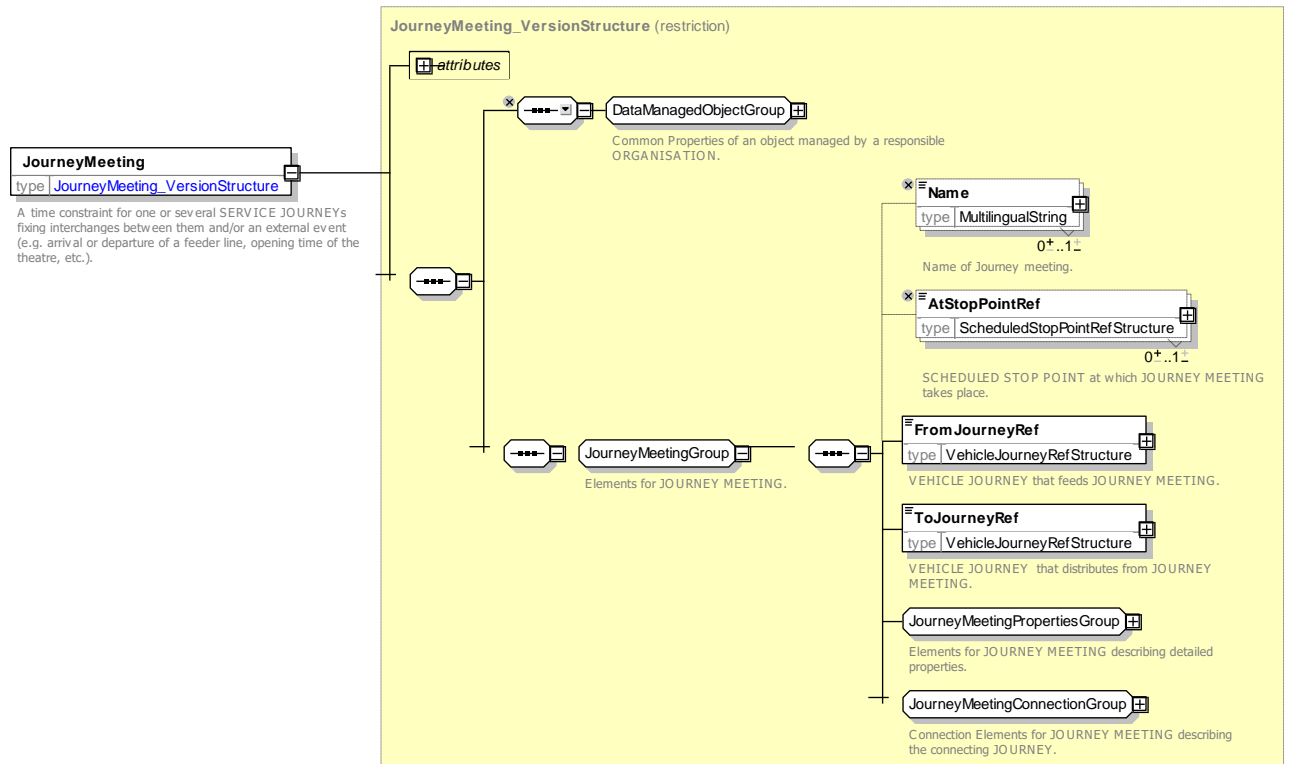 JourneyMeeting_VersionStructure (restriction)
attributes
DataManagedObjectGroup
Common Properties of an object managed by a responsible
ORGANISATION.
JourneyMeeting
type JourneyMeeting_VersionStructure
A time constraint for one or several SERVICE JOURNEYs
fixing interchanges between them and/or an external event
(e.g. arrival or departure of a feeder line, opening time of the
theatre, etc.).
Name
type MultilingualString
0..1
Name of Journey meeting.
AtStopPointRef
type ScheduledStopPointRefStructure
0..1
SCHEDULED STOP POINT at which JOURNEY MEETING
takes place.
JourneyMeetingGroup
Elements for JOURNEY MEETING.
FromJourneyRef
type VehicleJourneyRefStructure
VEHICLE JOURNEY that feeds JOURNEY MEETING.
ToJourneyRef
type VehicleJourneyRefStructure
VEHICLE JOURNEY that distributes from JOURNEY
MEETING.
JourneyMeetingPropertiesGroup
Elements for JOURNEY MEETING describing detailed
properties.
JourneyMeetingConnectionGroup
Connection Elements for JOURNEY MEETING describing
the connecting JOURNEY.